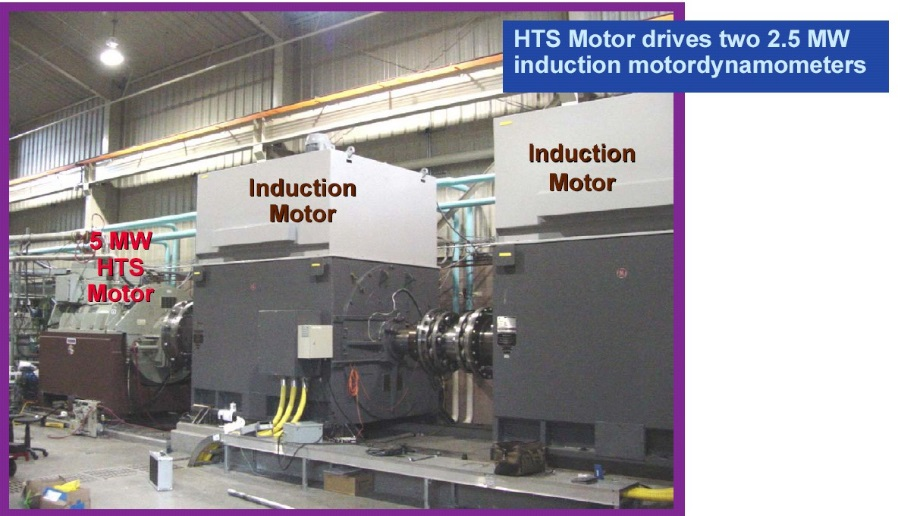 HTS Motor drives two 2.5 MW
induction motordynamometers
Induction
Motor
Induction
Motor
5 MW
HTS
Motor